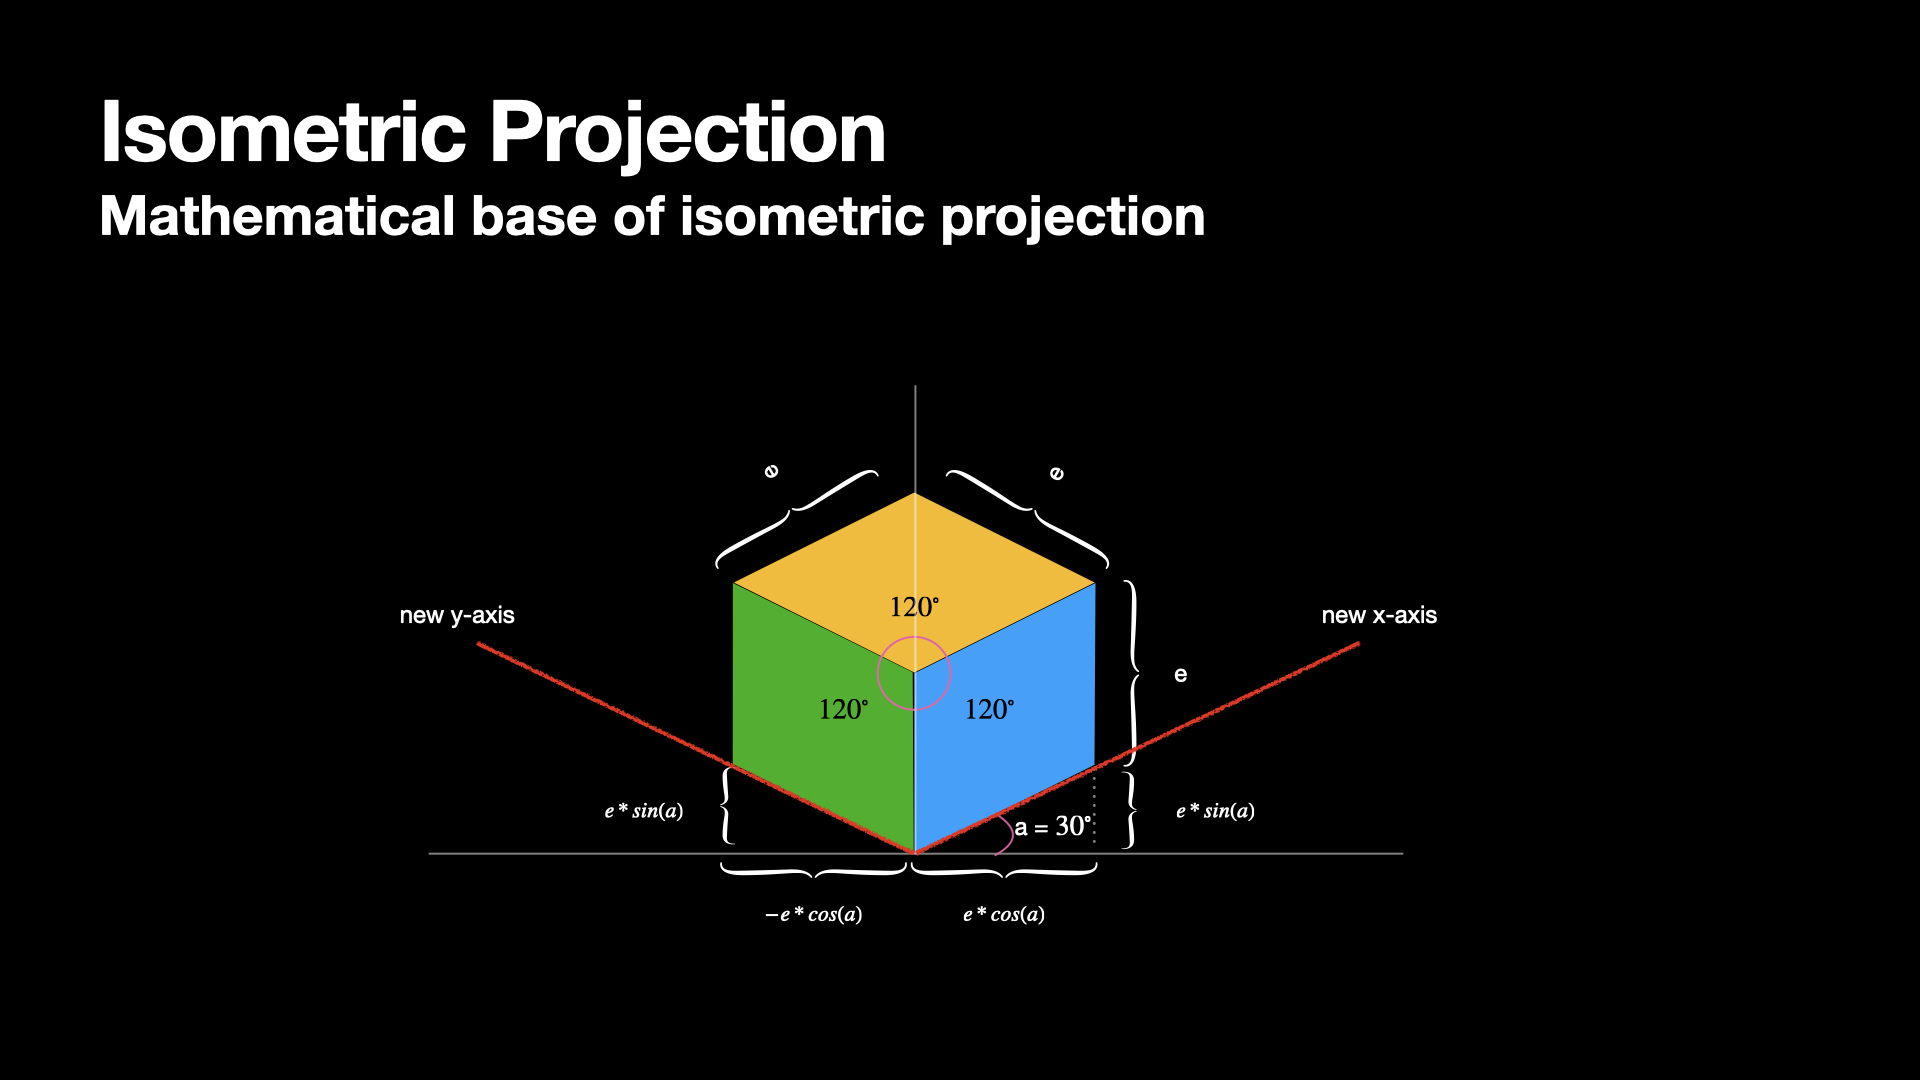 Isometric Projection
Mathematical base of isometric projection
e
e
120°
new y-axis
new x-axis
e
120°
120°
e * sin(a)
a = 30°
e * sin(a)
−e * cos(a)
e * cos(a)